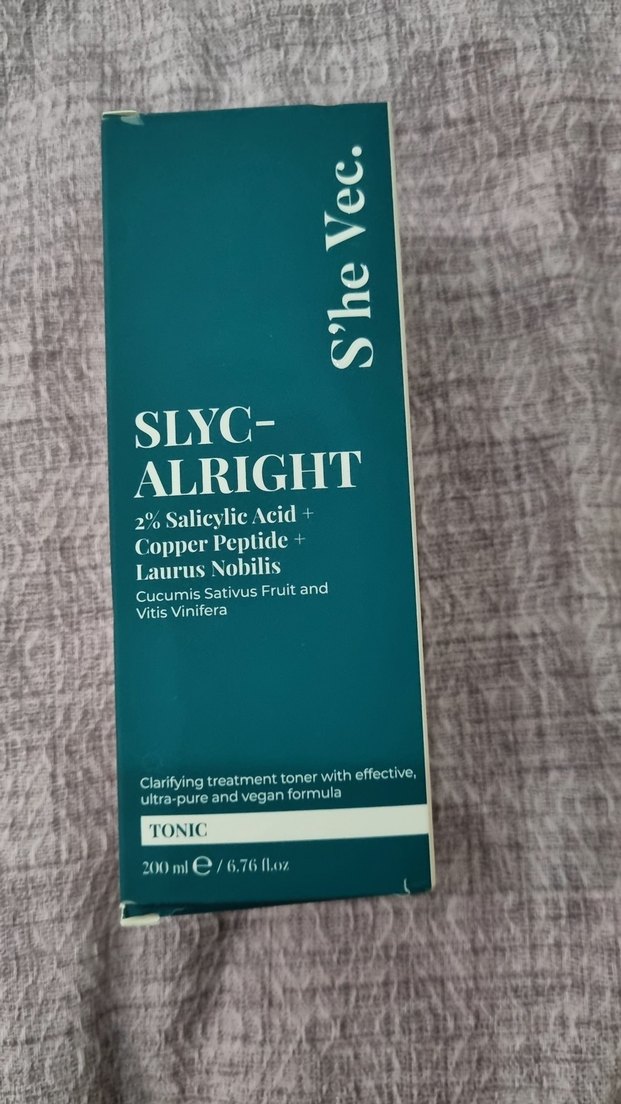 S'he Vec.
SLYC-
ALRIGHT
2% Salicylic Acid +
Copper Peptide +
Laurus Nobilis
Cucumis Sativus Fruit and
Vitis Vinifera
Clarifying treatment toner with effective,
ultra-pure and vegan formula
TONIC
200 ml ℮ / 6.76 fl.oz